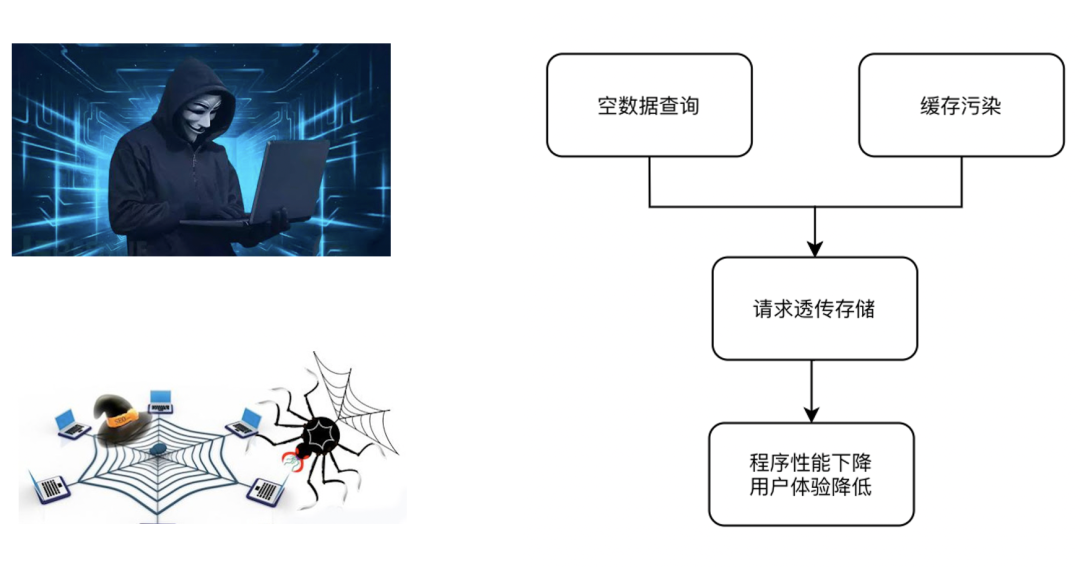 空数据查询
缓存污染
请求透传存储
程序性能下降
用户体验降低